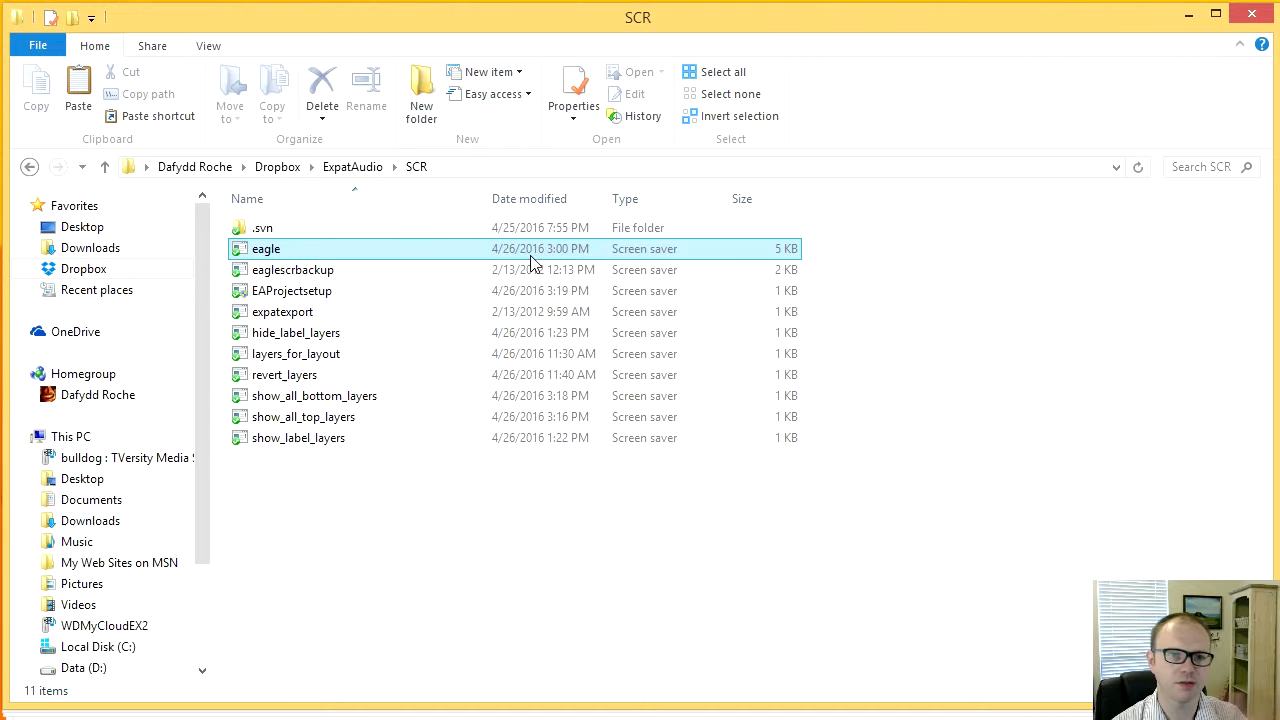 SCR
File Home Share View
Copy Paste Cut Copy path Paste shortcut Move to Copy to Delete Rename New folder New item Easy access Properties Open Edit History Select all Select none Invert selection
Clipboard Organize New Open Select
Dafydd Roche Dropbox ExpatAudio SCR Search SCR
Favorites
Desktop
Downloads
Dropbox
Recent places
OneDrive
Homegroup
Dafydd Roche
This PC
bulldog : TVersity Media
Desktop
Documents
Downloads
Music
My Web Sites on MSN
Pictures
Videos
WDMyCloudEX2
Local Disk (C:)
Data (D:)
Name Date modified Type Size
.svn 4/25/2016 7:55 PM File folder
eagle 4/26/2016 3:00 PM Screen saver 5 KB
eaglescrbackup 12:13 PM Screen saver 2 KB
EAProjectsetup 4/26/2016 3:19 PM Screen saver 1 KB
expatexport 2/13/2012 9:59 AM Screen saver 1 KB
hide_label_layers 4/26/2016 1:23 PM Screen saver 1 KB
layers_for_layout 4/26/2016 11:30 AM Screen saver 1 KB
revert_layers 4/26/2016 11:40 AM Screen saver 1 KB
show_all_bottom_layers 4/26/2016 3:18 PM Screen saver 1 KB
show_all_top_layers 4/26/2016 3:16 PM Screen saver 1 KB
show_label_layers 4/26/2016 1:22 PM Screen saver 1 KB
11 items